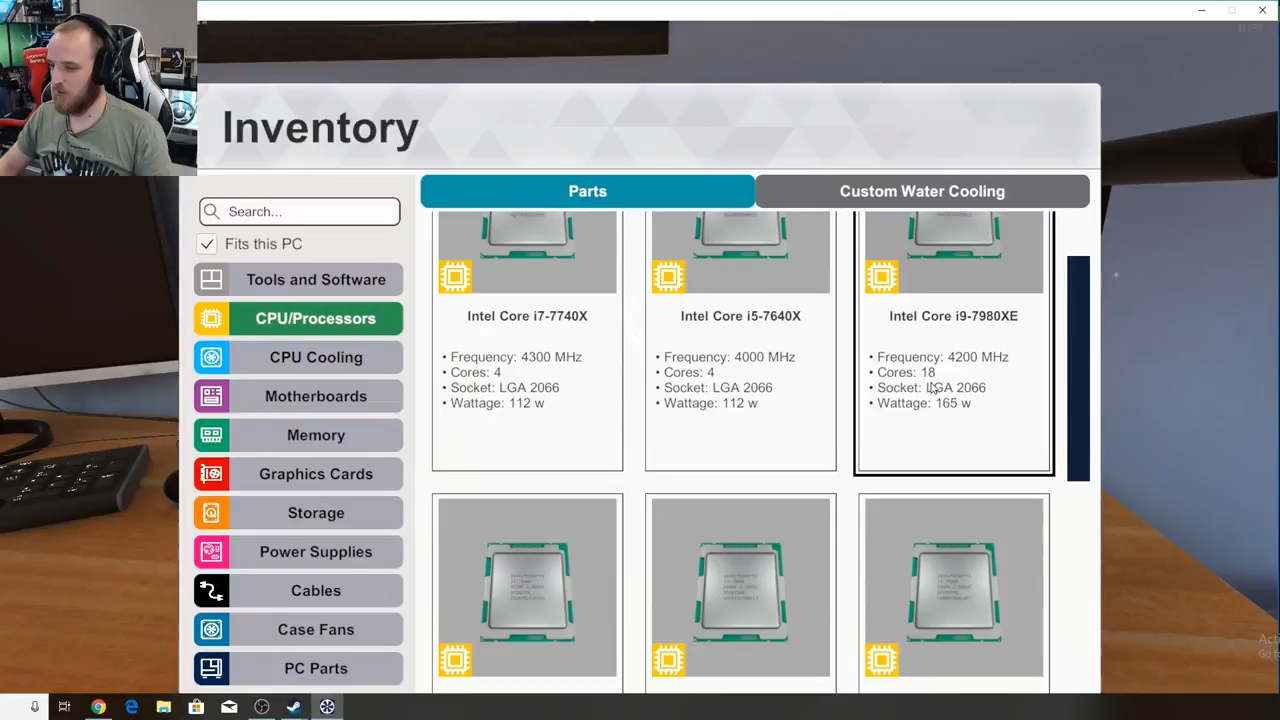 Inventory
Parts
Custom Water Cooling
Search...
Fits this PC
Tools and Software
CPU/Processors
CPU Cooling
Motherboards
Memory
Graphics Cards
Storage
Power Supplies
Cables
Case Fans
PC Parts
Intel Core i7-7740X
• Frequency: 4300 MHz
• Cores: 4
• Socket: LGA 2066
• Wattage: 112 w
Intel Core i5-7640X
• Frequency: 4000 MHz
• Cores: 4
• Socket: LGA 2066
• Wattage: 112 w
Intel Core i9-7980XE
• Frequency: 4200 MHz
• Cores: 18
• Socket: LGA 2066
• Wattage: 165 w